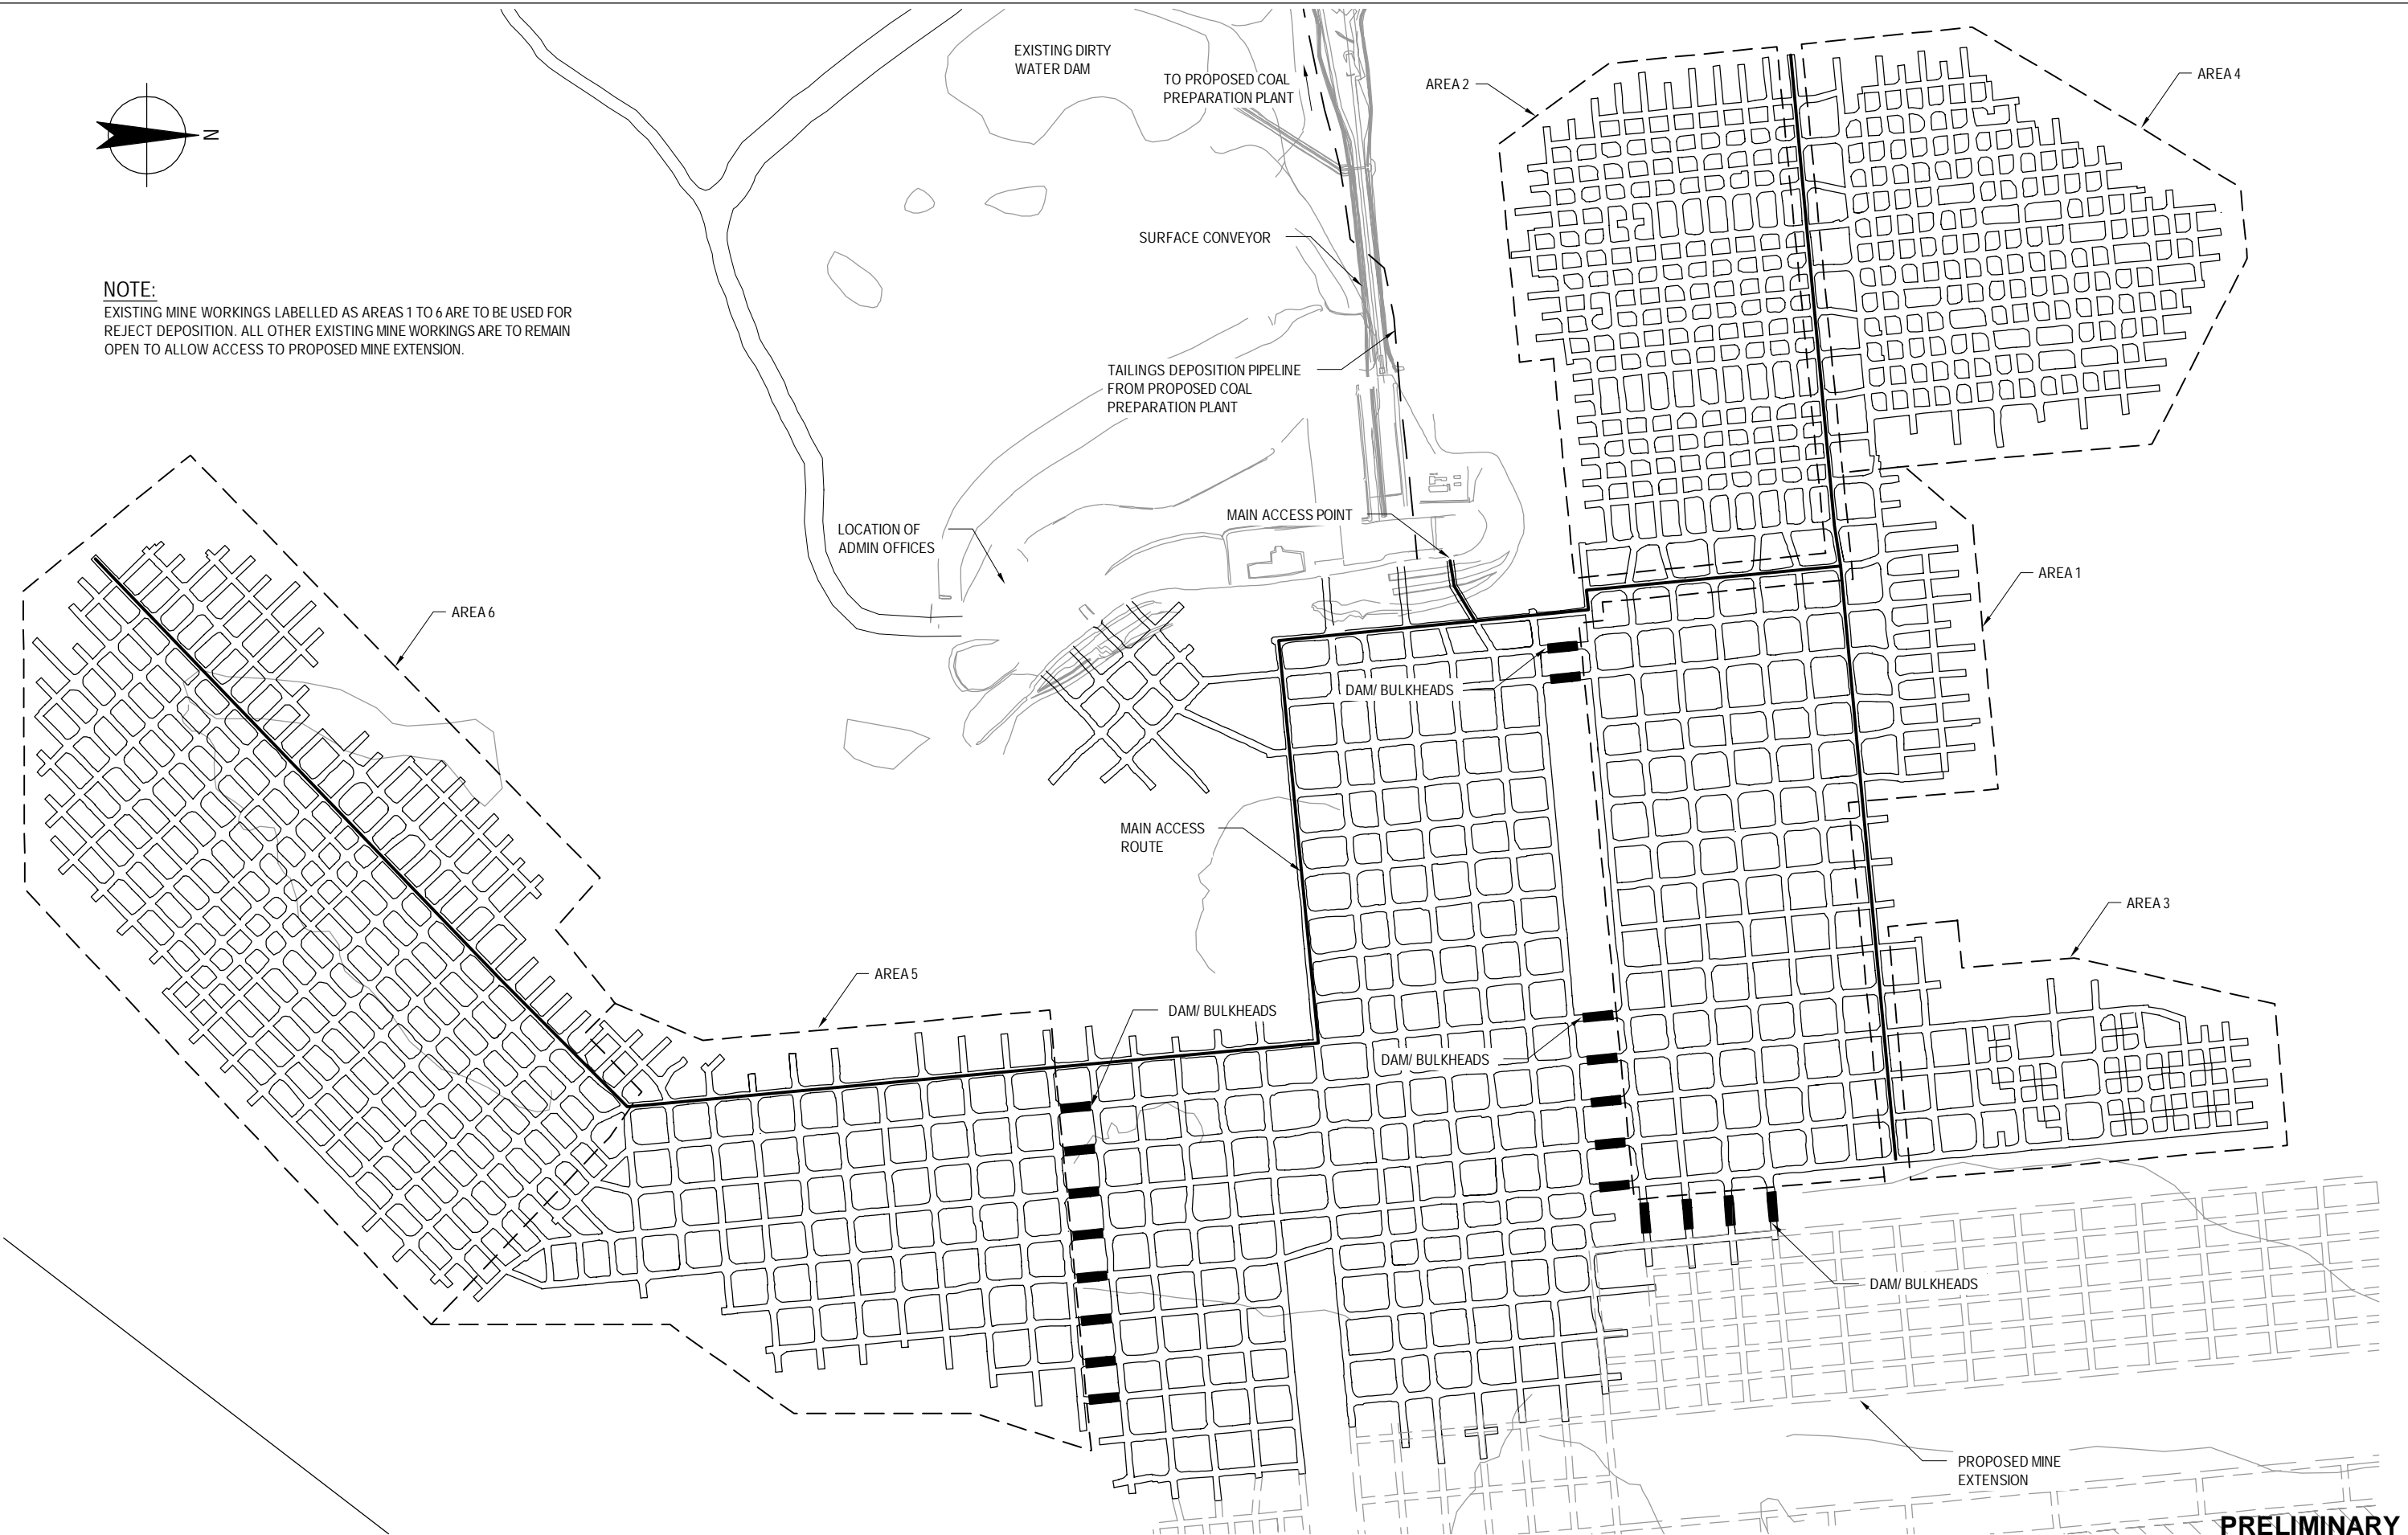 EXISTING DIRTY
WATER DAM
TO PROPOSED COAL
PREPARATION PLANT
AREA 2
AREA 4
N
SURFACE CONVEYOR
NOTE:
EXISTING MINE WORKINGS LABELLED AS AREAS 1 TO 6 ARE TO BE USED FOR
REJECT DEPOSITION. ALL OTHER EXISTING MINE WORKINGS ARE TO REMAIN
OPEN TO ALLOW ACCESS TO PROPOSED MINE EXTENSION.
TAILINGS DEPOSITION PIPELINE
FROM PROPOSED COAL
PREPARATION PLANT
MAIN ACCESS POINT
LOCATION OF
ADMIN OFFICES
AREA 1
AREA 6
DAM/ BULKHEADS
MAIN ACCESS
ROUTE
AREA 3
AREA 5
DAM/ BULKHEADS
DAM/ BULKHEADS
DAM/ BULKHEADS
PROPOSED MINE
EXTENSION
PRELIMINARY